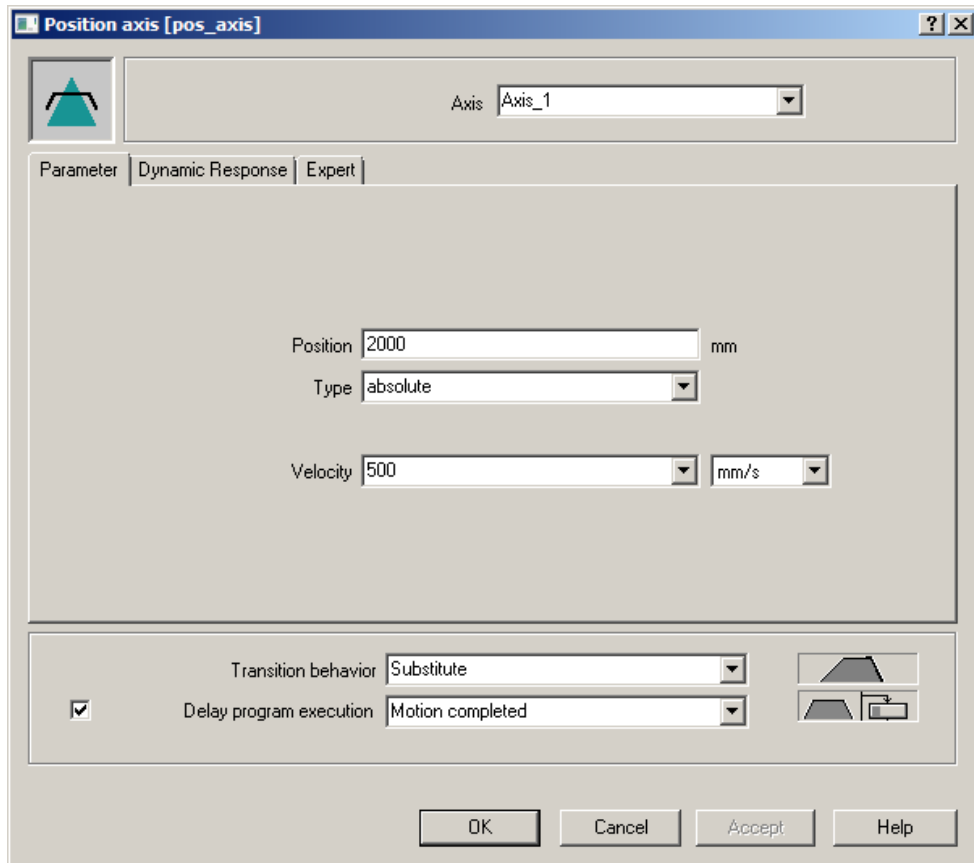 Position axis [pos_axis]
Axis Axis_1
Parameter Dynamic Response Expert
Position 2000 mm
Type absolute
Velocity 500 mm/s
Transition behavior Substitute
Delay program execution Motion completed
OK Cancel Accept Help